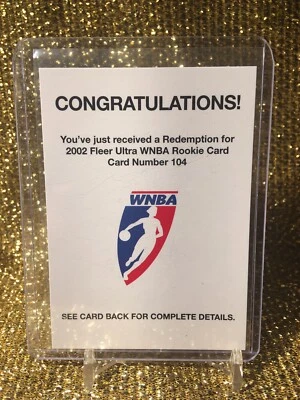 CONGRATULATIONS!
You've just received a Redemption for
2002 Fleer Ultra WNBA Rookie Card
Card Number 104
WNBA
SEE CARD BACK FOR COMPLETE DETAILS.